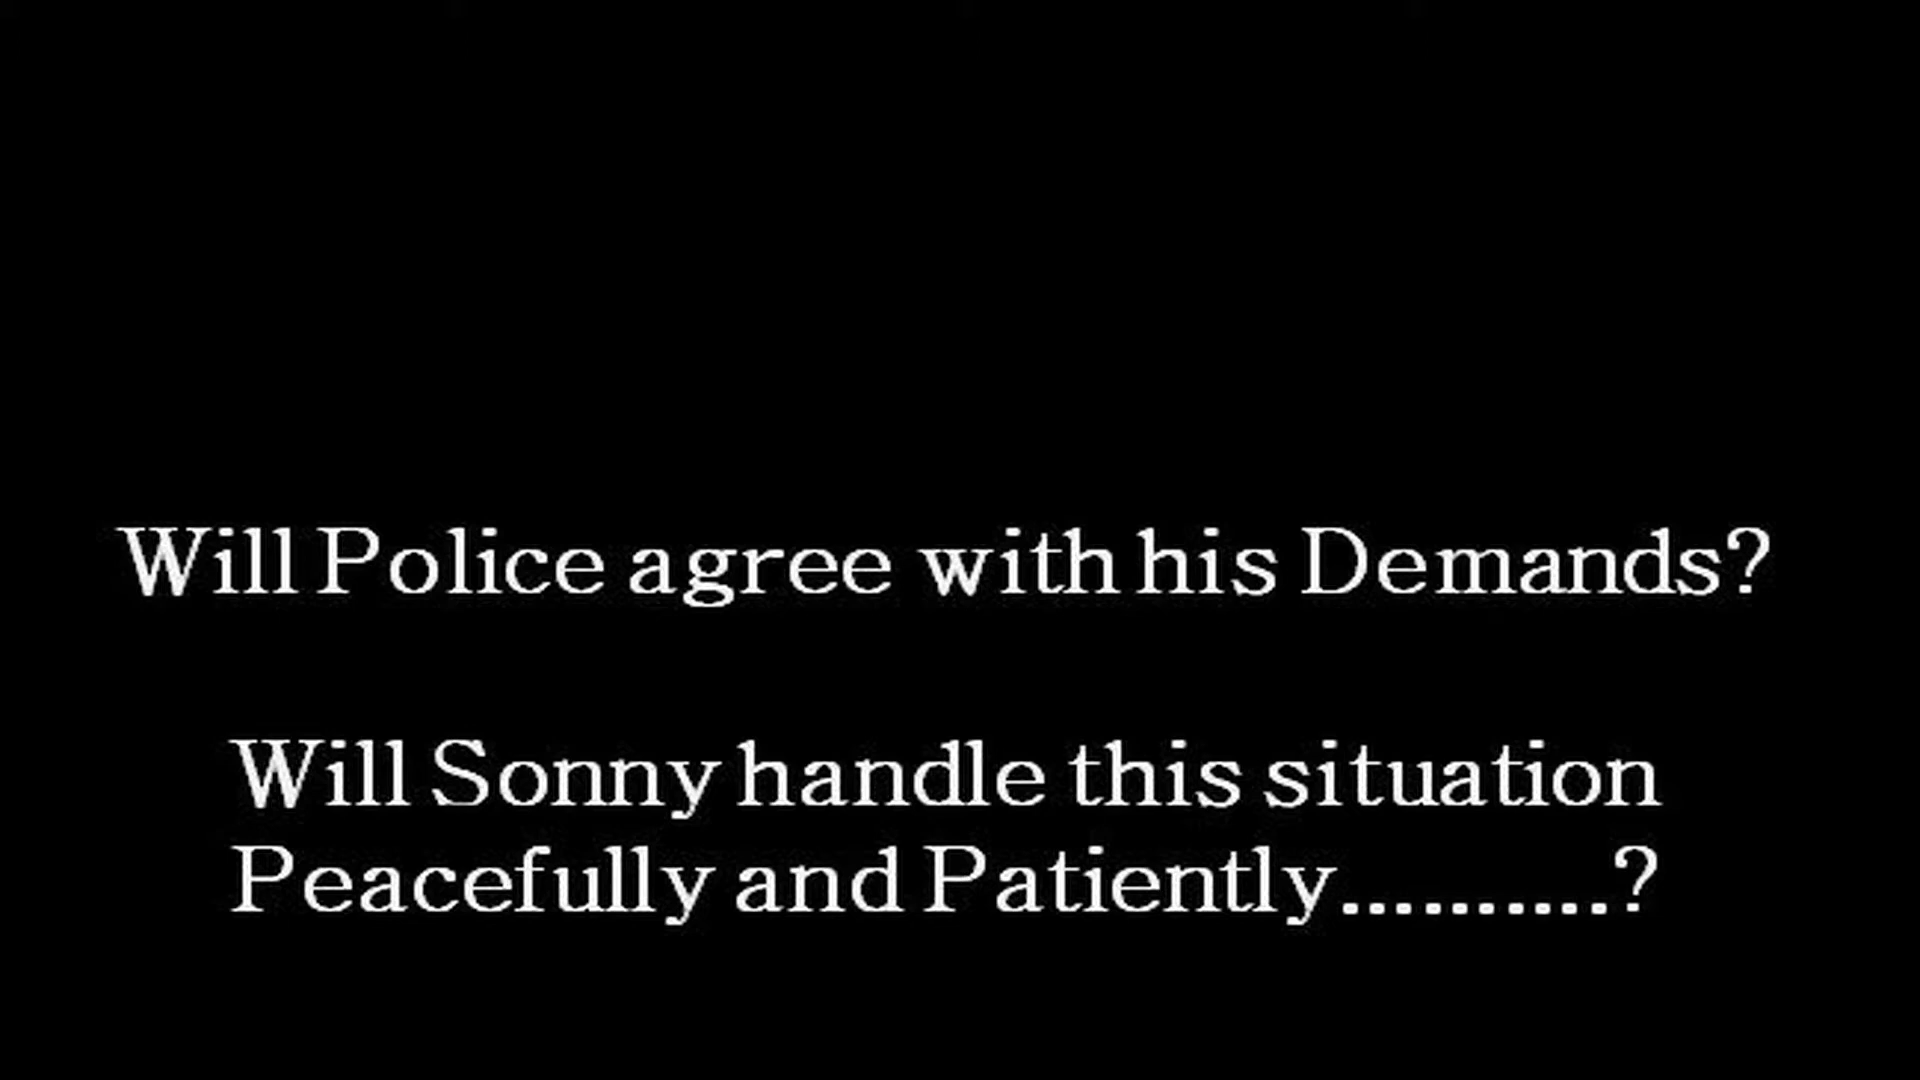 Will Police agree with his Demands?
Will Sonny handle this situation
Peacefully and Patiently..........?